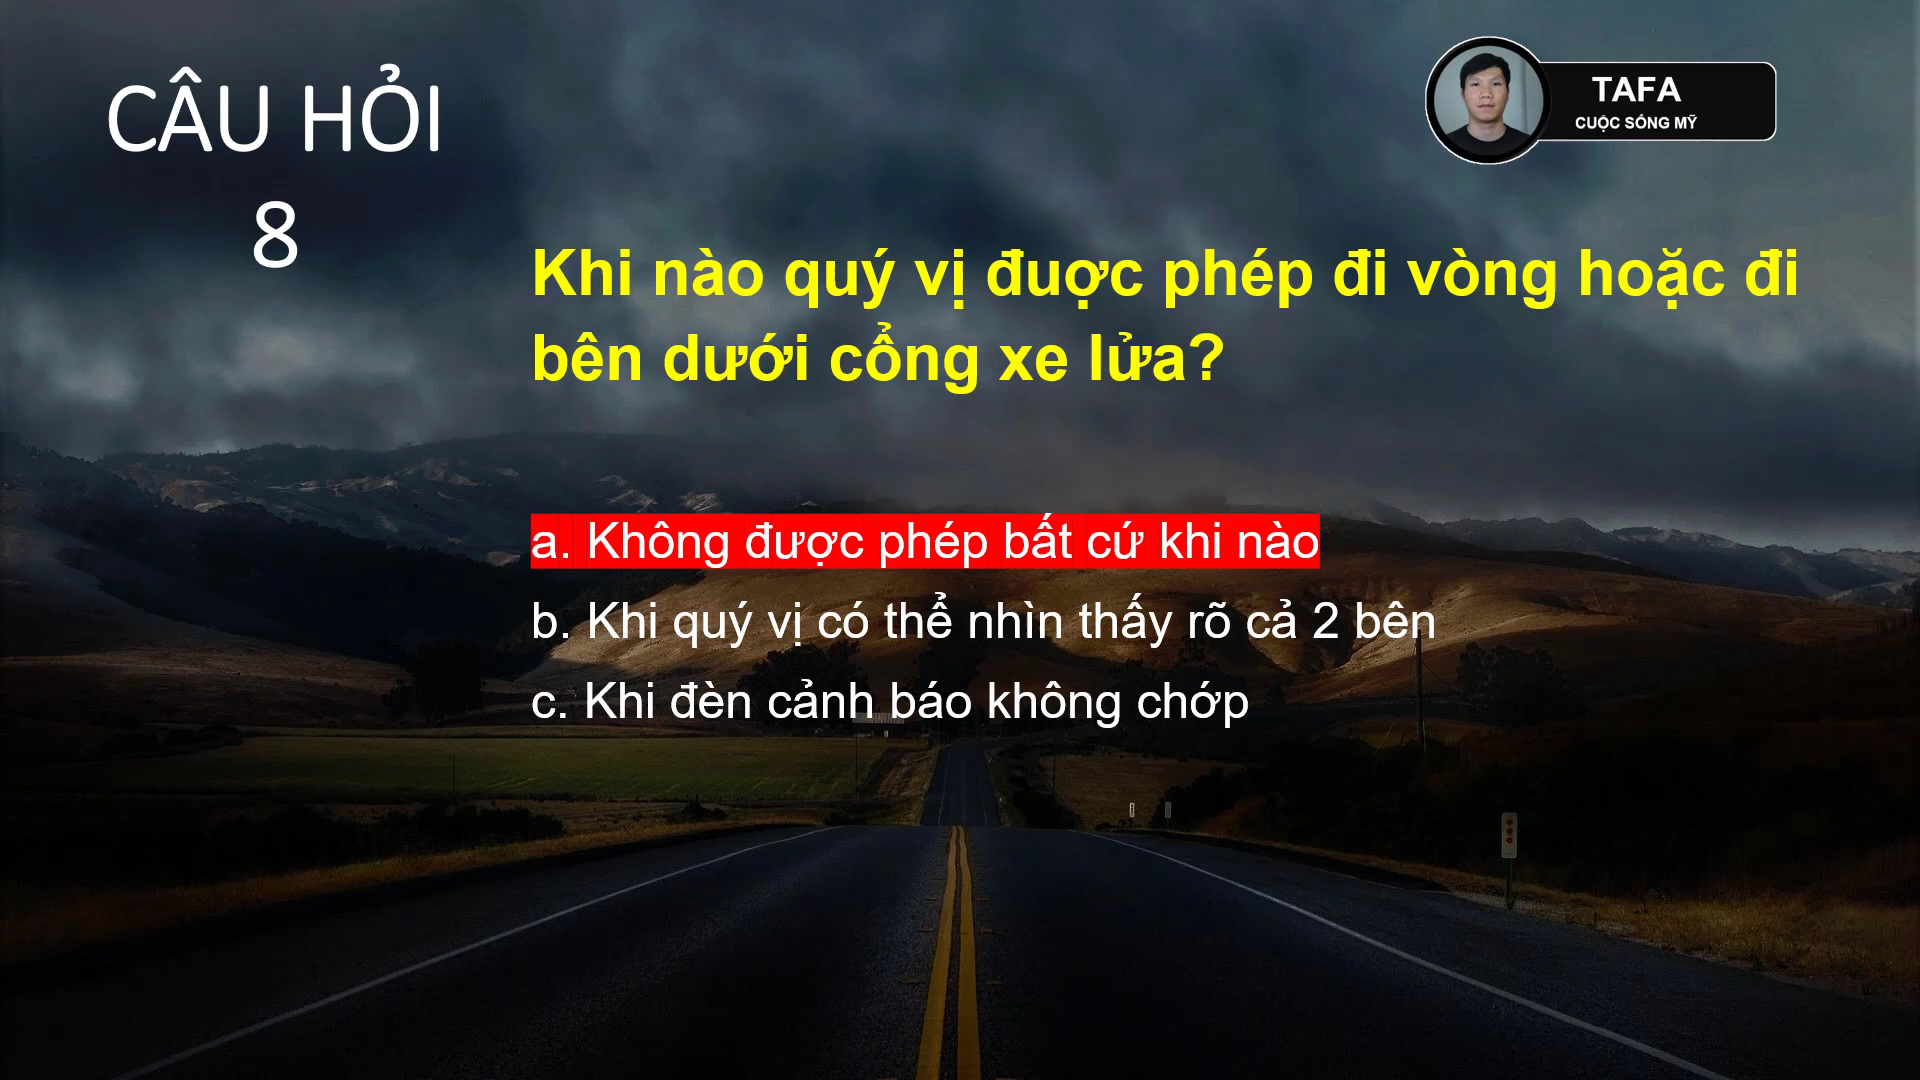 CÂU HỎI
8
TAFA
CUỘC SỐNG MỸ
Khi nào quý vị đuợc phép đi vòng hoặc đi
bên dưới cổng xe lửa?
a. Không được phép bất cứ khi nào
b. Khi quý vị có thể nhìn thấy rõ cả 2 bên
c. Khi đèn cảnh báo không chớp